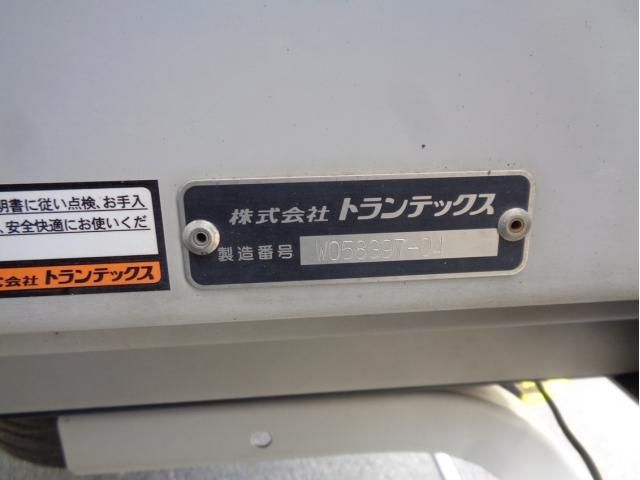 明書に従い点検、お手入
、安全快適にお使いくだ
式会社 トランテックス
株式会社 トランテックス
製造番号 W058G97-04